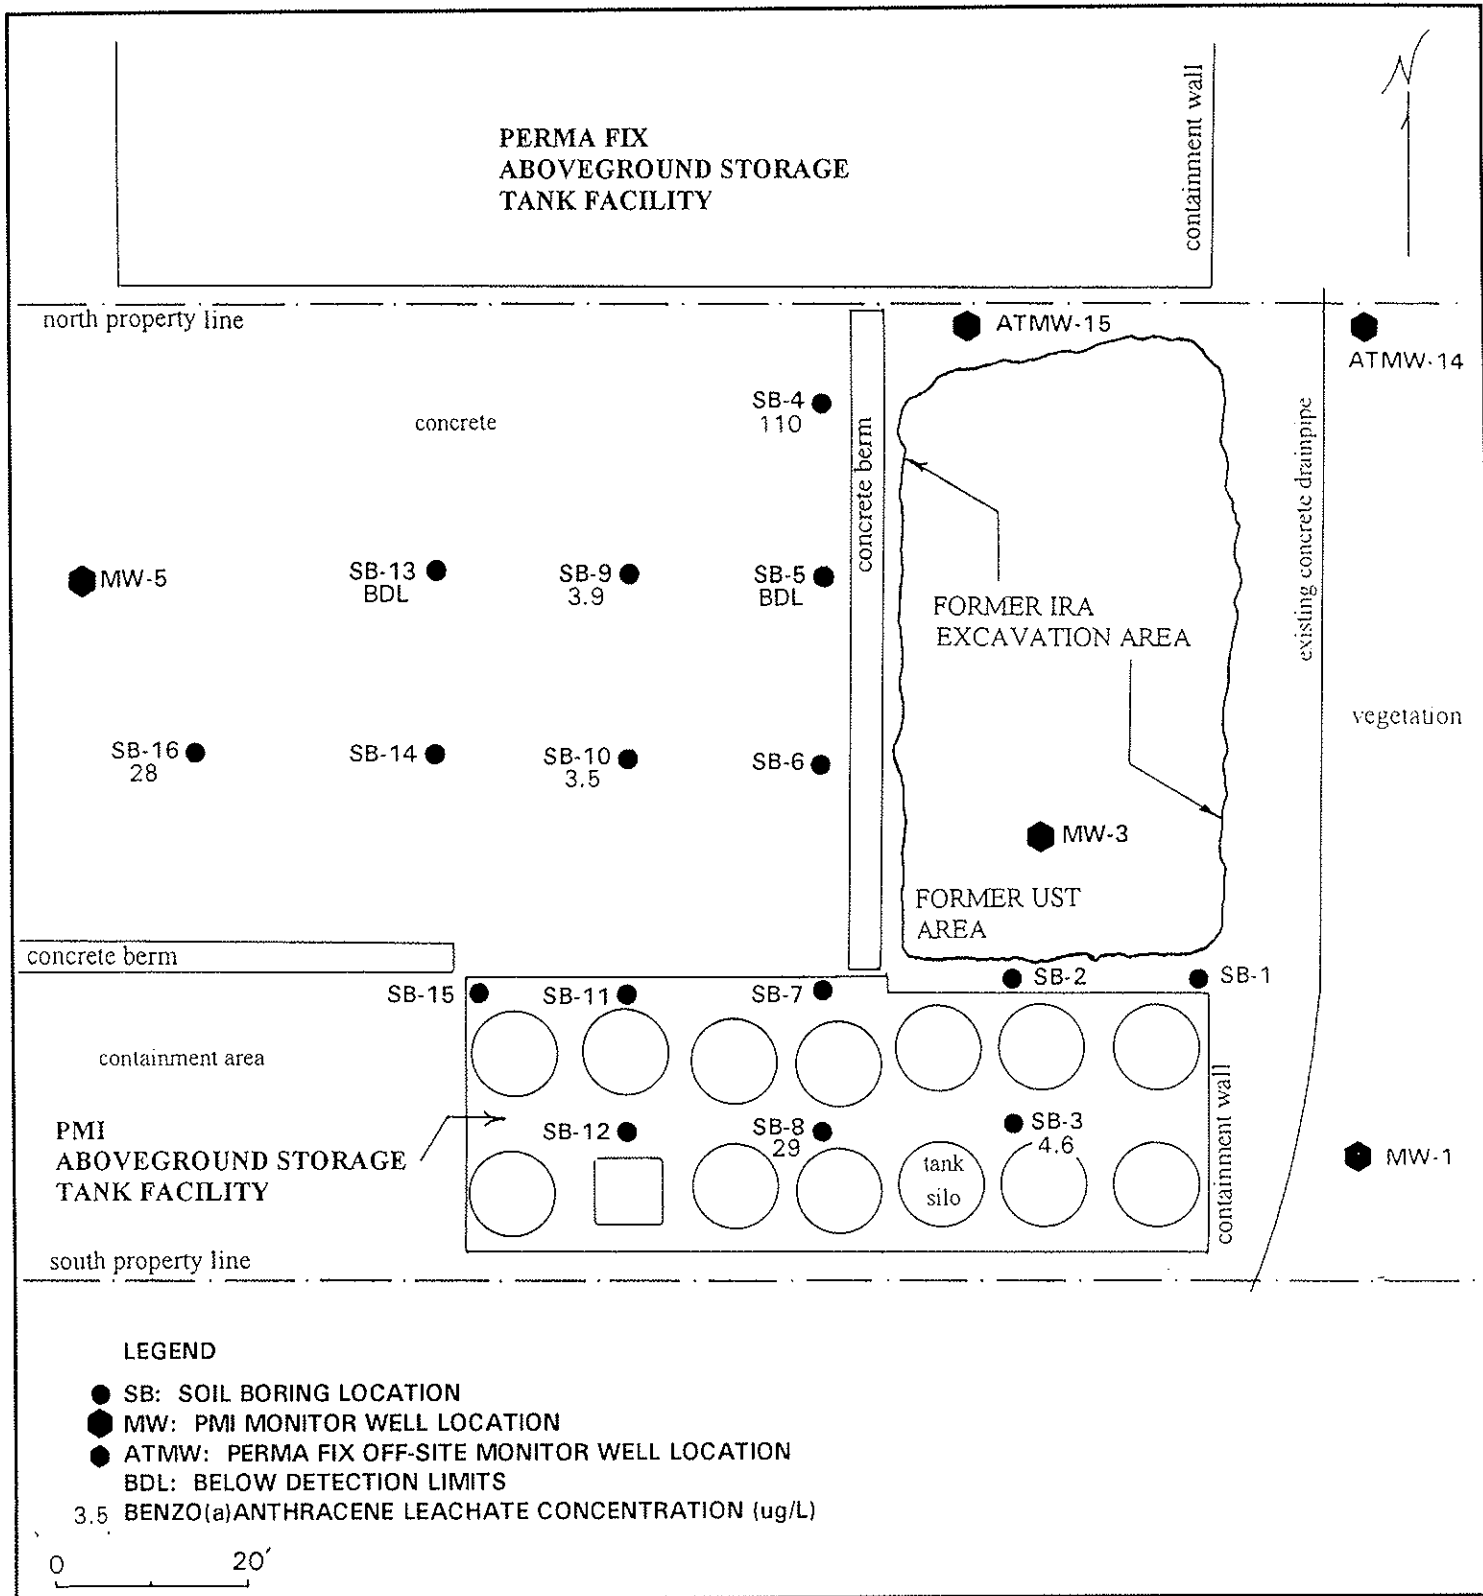 PERMA FIX
ABOVEGROUND STORAGE
TANK FACILITY
containment wall
N
north property line
ATMW-15
ATMW-14
SB-4
110
concrete
concrete berm
existing concrete drainpipe
MW-5
SB-13
BDL
SB-9
3.9
SB-5
BDL
FORMER IRA
EXCAVATION AREA
vegetation
SB-16
28
SB-14
SB-10
3.5
SB-6
MW-3
FORMER UST
AREA
concrete berm
SB-15
SB-11
SB-7
SB-2
SB-1
containment area
PMI
ABOVEGROUND STORAGE
TANK FACILITY
SB-12
SB-8
29
SB-3
4.6
tank
silo
containment wall
MW-1
south property line
LEGEND
SB: SOIL BORING LOCATION
MW: PMI MONITOR WELL LOCATION
ATMW: PERMA FIX OFF-SITE MONITOR WELL LOCATION
BDL: BELOW DETECTION LIMITS
3.5 BENZO(a)ANTHRACENE LEACHATE CONCENTRATION (ug/L)
0 20'